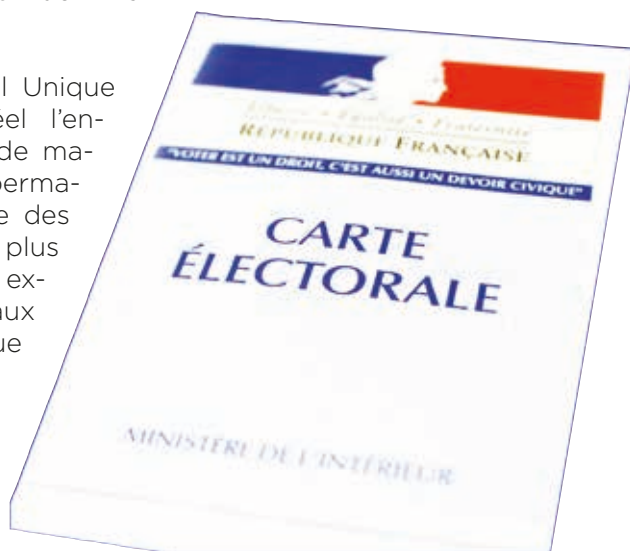 l Unique
éel l'en-
de ma-
perma-
e des
plus
ex-
aux
ue
Liberté • Égalité • Fraternité
RÉPUBLIQUE FRANÇAISE
"VOTER EST UN DROIT, C'EST AUSSI UN DEVOIR CIVIQUE"
CARTE
ÉLECTORALE
MINISTÈRE DE L'INTÉRIEUR